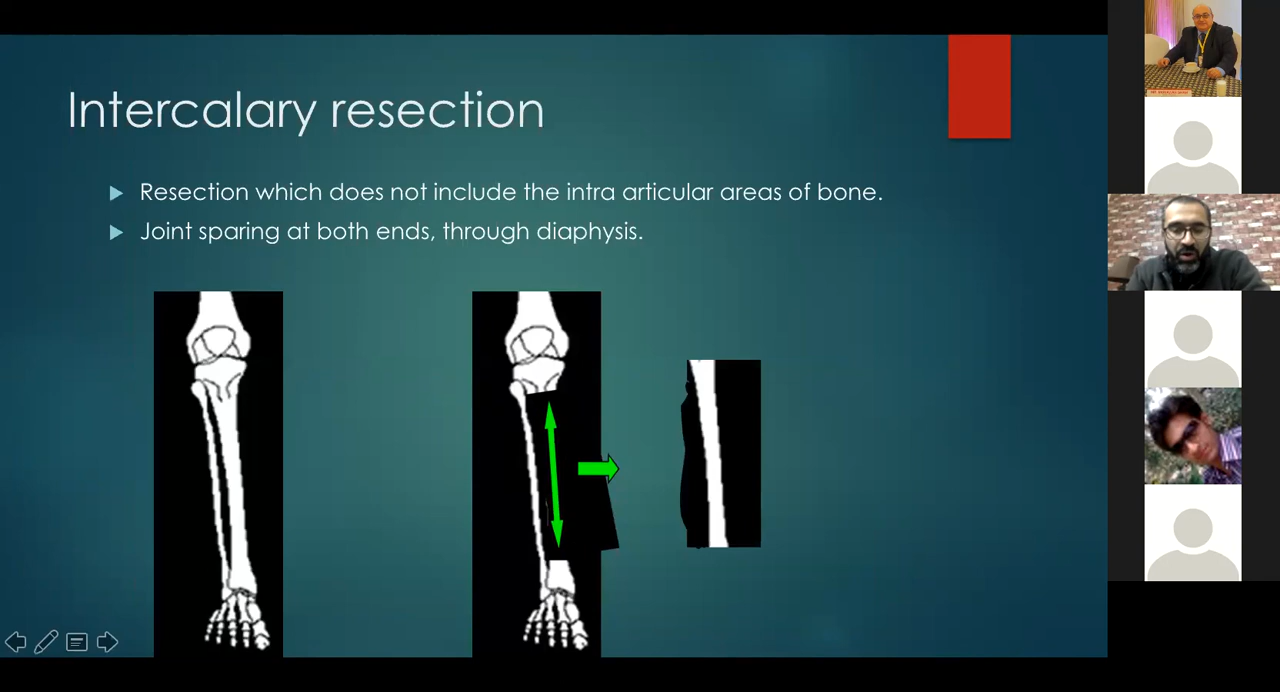 Intercalary resection
Resection which does not include the intra articular areas of bone.
Joint sparing at both ends, through diaphysis.